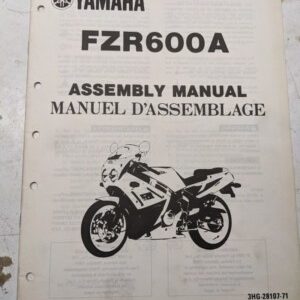 YAMAHA
FZR600A
ASSEMBLY MANUAL
MANUEL D'ASSEMBLAGE
3HG-28107-71